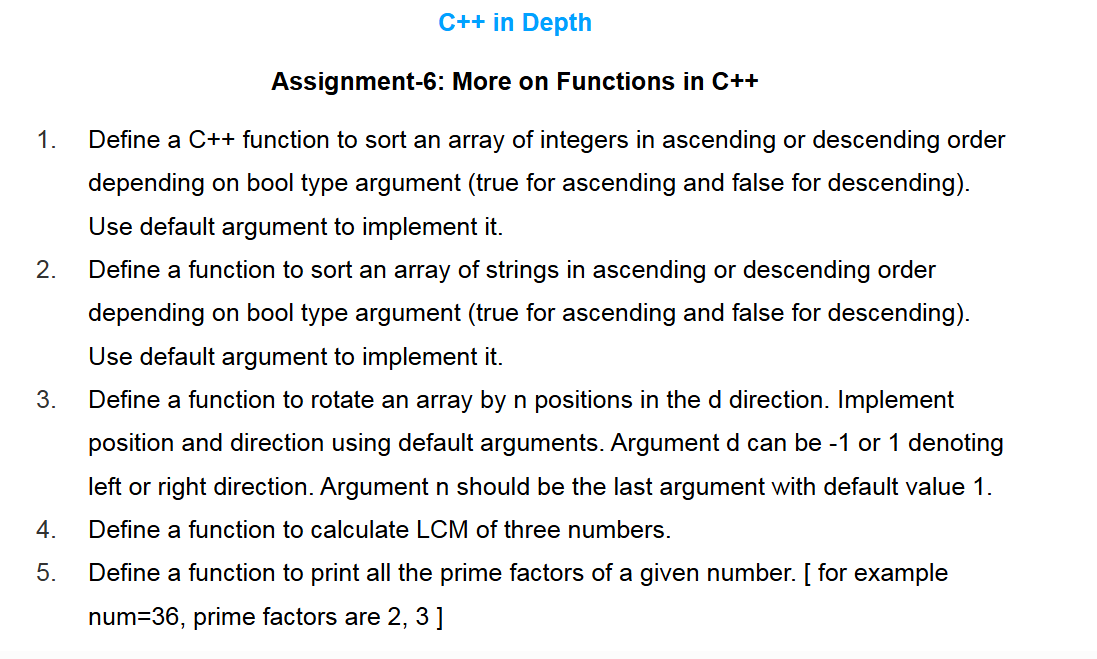 C++ in Depth
Assignment-6: More on Functions in C++
1. Define a C++ function to sort an array of integers in ascending or descending order
depending on bool type argument (true for ascending and false for descending).
Use default argument to implement it.
2. Define a function to sort an array of strings in ascending or descending order
depending on bool type argument (true for ascending and false for descending).
Use default argument to implement it.
3. Define a function to rotate an array by n positions in the d direction. Implement
position and direction using default arguments. Argument d can be -1 or 1 denoting
left or right direction. Argument n should be the last argument with default value 1.
4. Define a function to calculate LCM of three numbers.
5. Define a function to print all the prime factors of a given number. [ for example
num=36, prime factors are 2, 3 ]